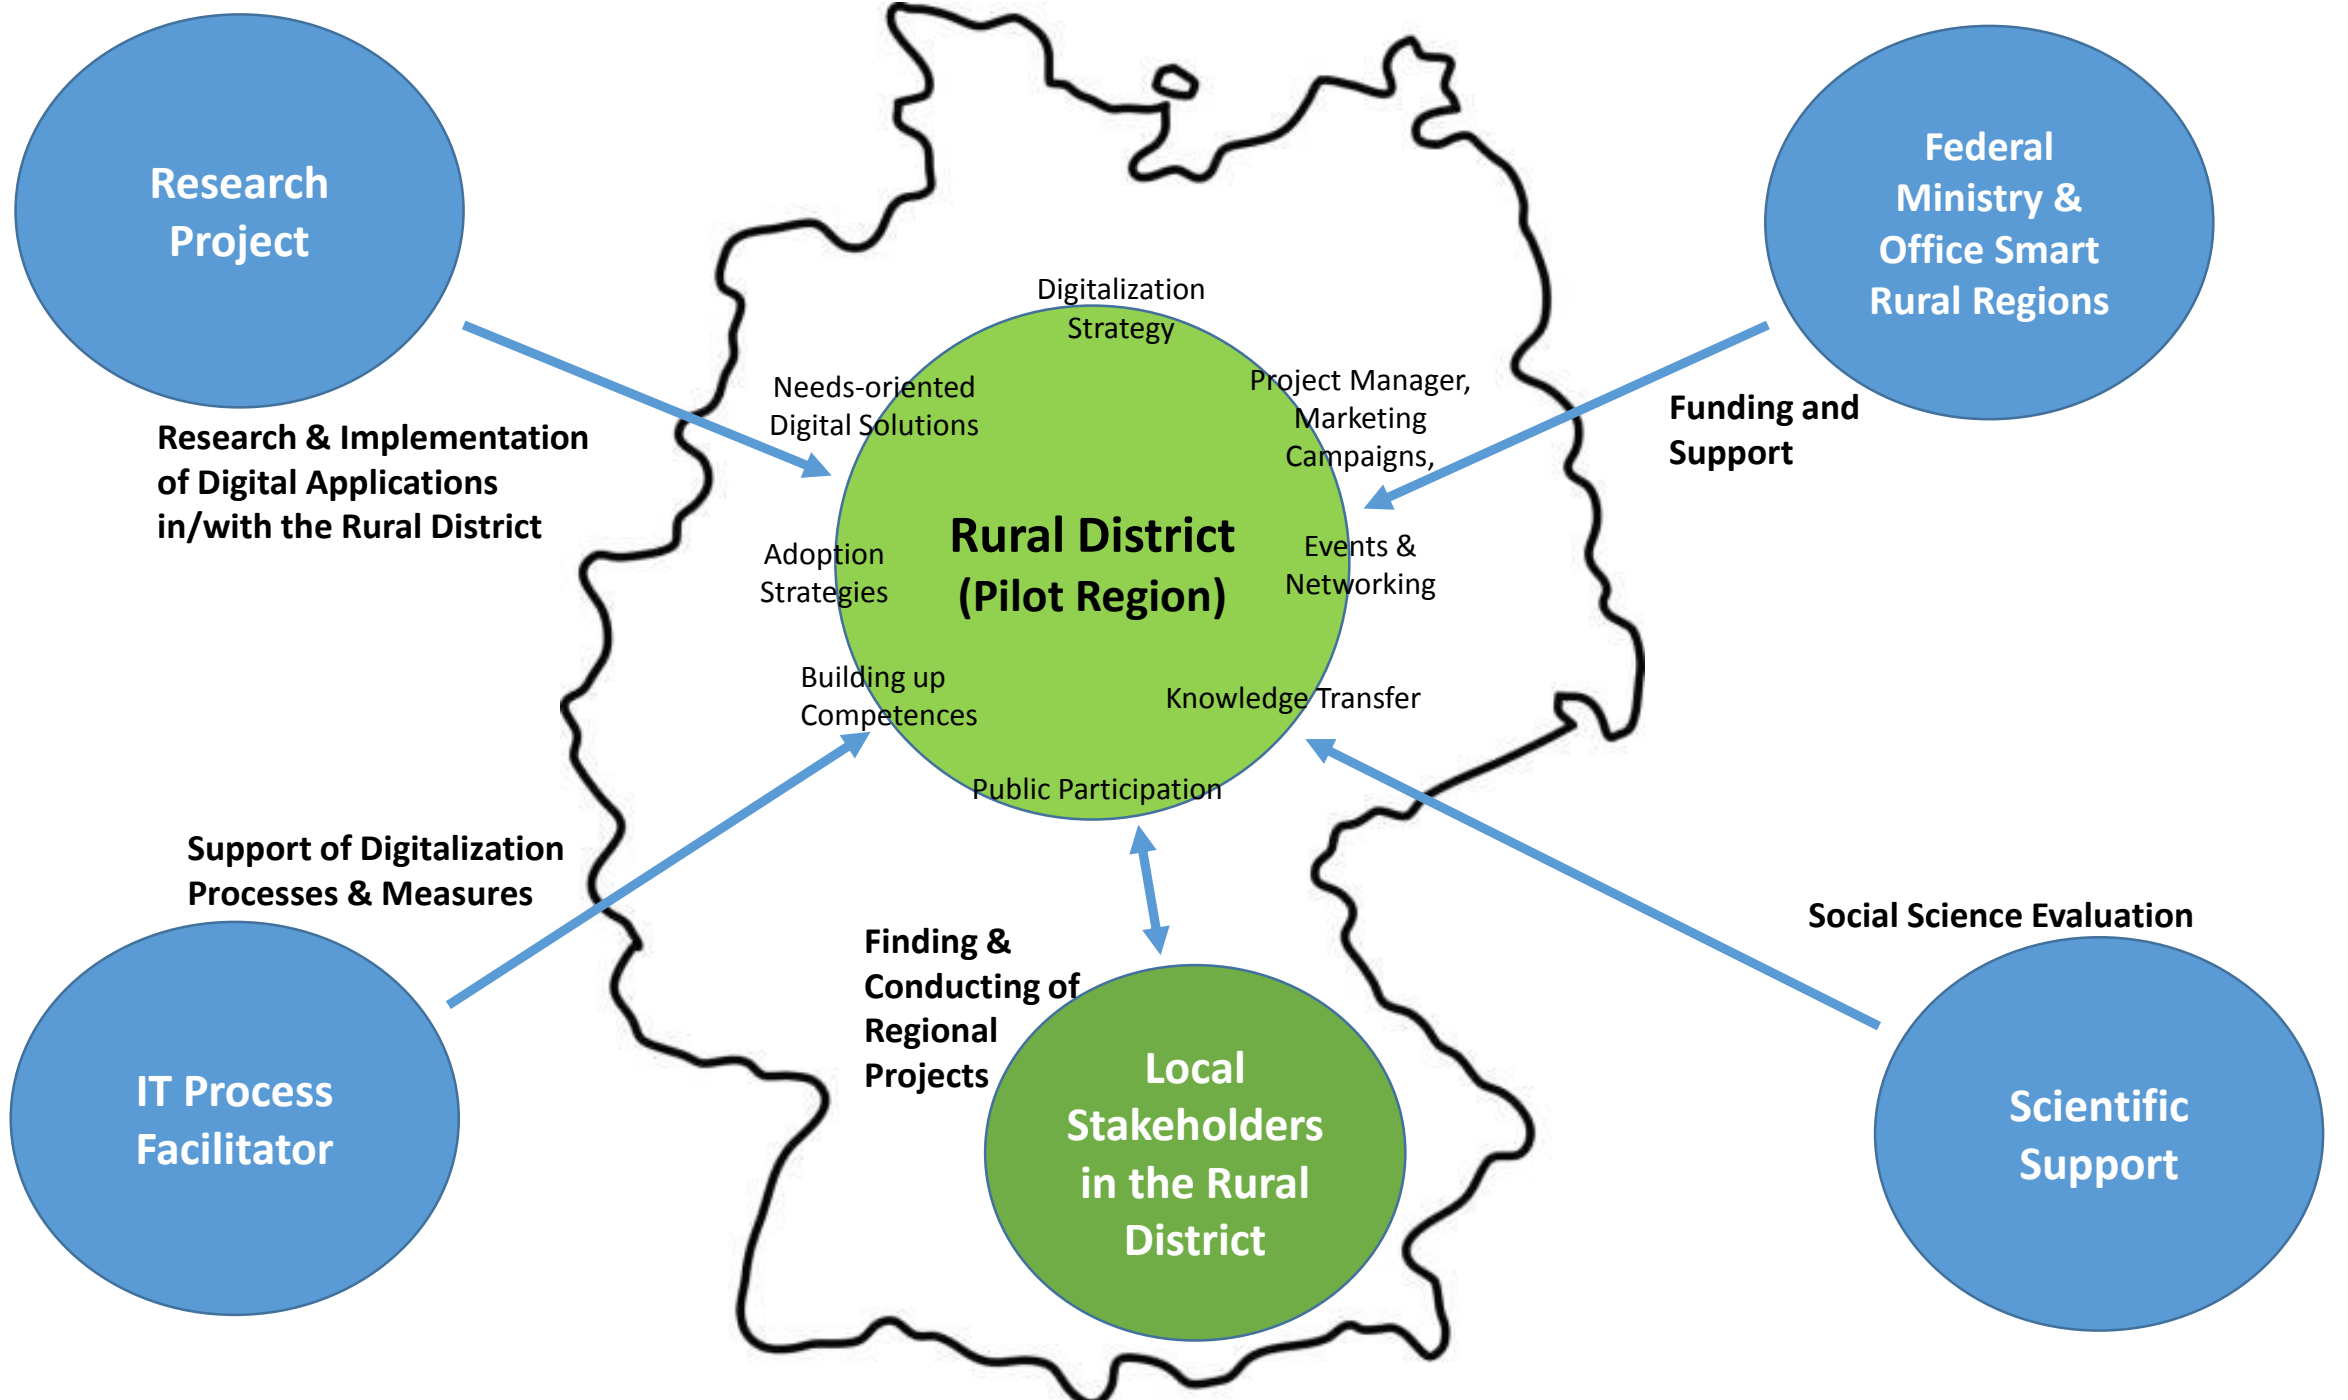 Research
Project
Federal
Ministry &
Office Smart
Rural Regions
Research & Implementation
of Digital Applications
in/with the Rural District
Funding and
Support
Digitalization
Strategy
Needs-oriented
Digital Solutions
Project Manager,
Marketing
Campaigns,
Rural District
(Pilot Region)
Adoption
Strategies
Events &
Networking
Building up
Competences
Knowledge Transfer
Public Participation
Support of Digitalization
Processes & Measures
IT Process
Facilitator
Finding &
Conducting of
Regional
Projects
Local
Stakeholders
in the Rural
District
Social Science Evaluation
Scientific
Support